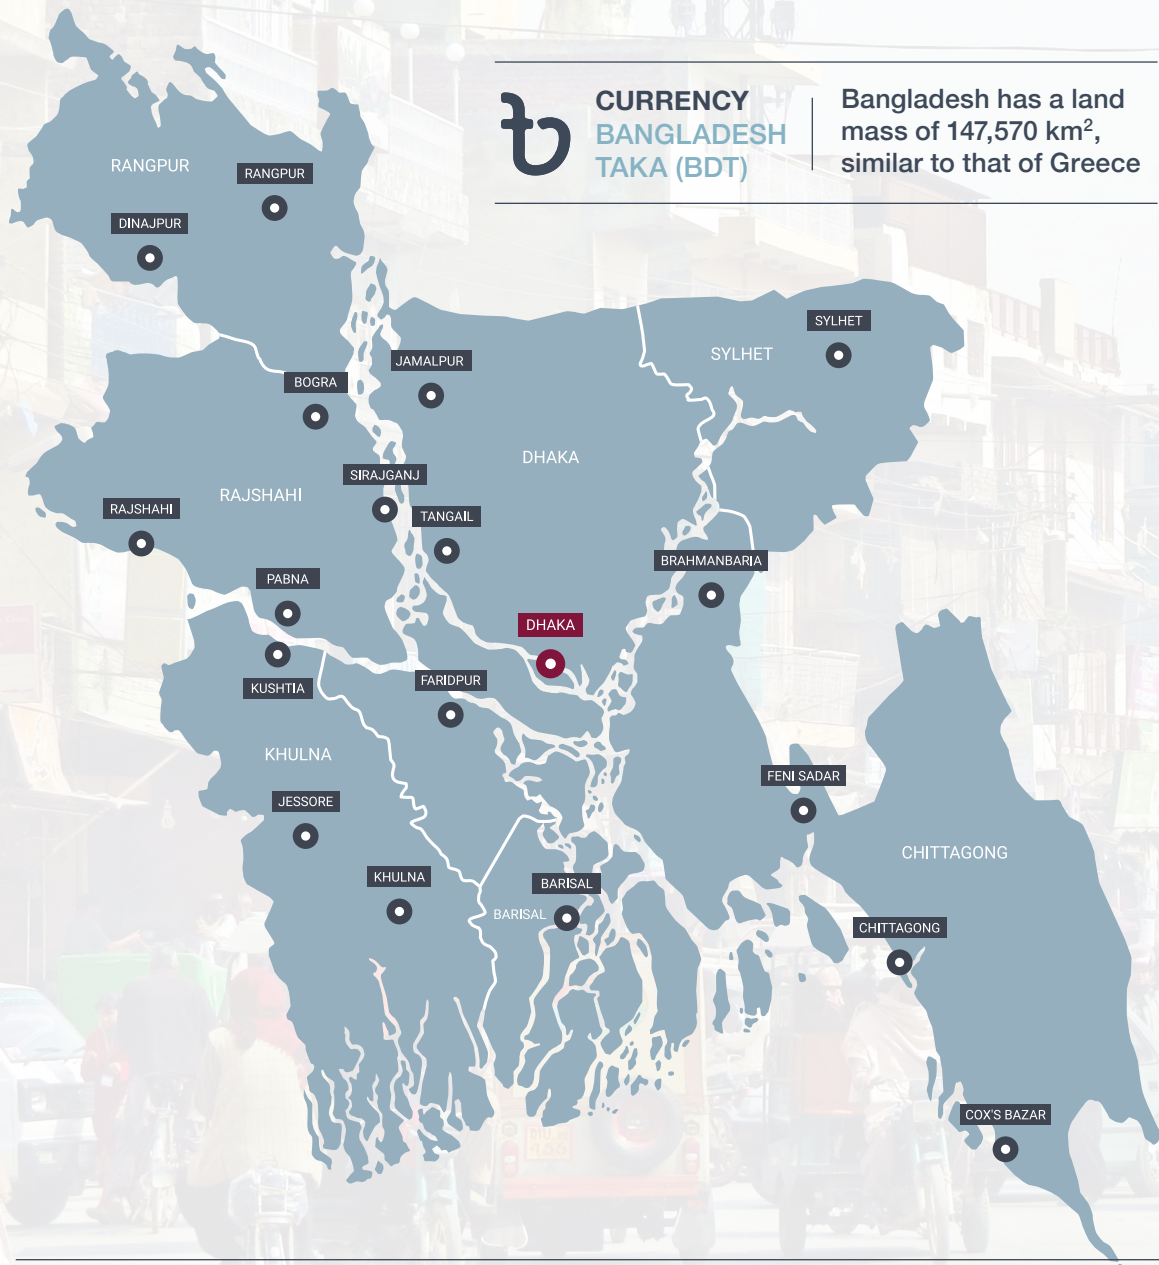 CURRENCY
BANGLADESH
TAKA (BDT)
Bangladesh has a land
mass of 147,570 km²,
similar to that of Greece
RANGPUR
RANGPUR
DINAJPUR
SYLHET
SYLHET
JAMALPUR
BOGRA
DHAKA
SIRAJGANJ
RAJSHAHI
RAJSHAHI
TANGAIL
BRAHMANBARIA
PABNA
DHAKA
KUSHTIA
FARIDPUR
KHULNA
FENI SADAR
JESSORE
CHITTAGONG
KHULNA
BARISAL
BARISAL
CHITTAGONG
COX'S BAZAR